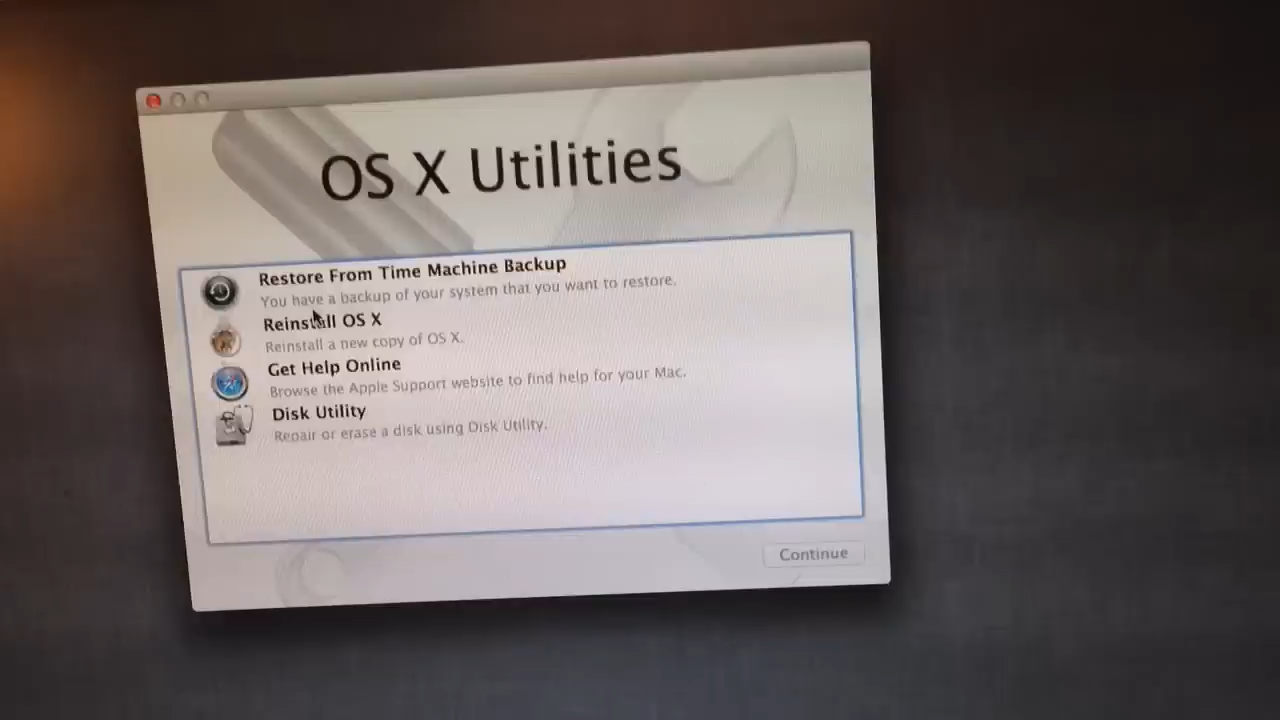 OS X Utilities
Restore From Time Machine Backup
You have a backup of your system that you want to restore.
Reinstall OS X
Reinstall a new copy of OS X.
Get Help Online
Browse the Apple Support website to find help for your Mac.
Disk Utility
Repair or erase a disk using Disk Utility.
Continue